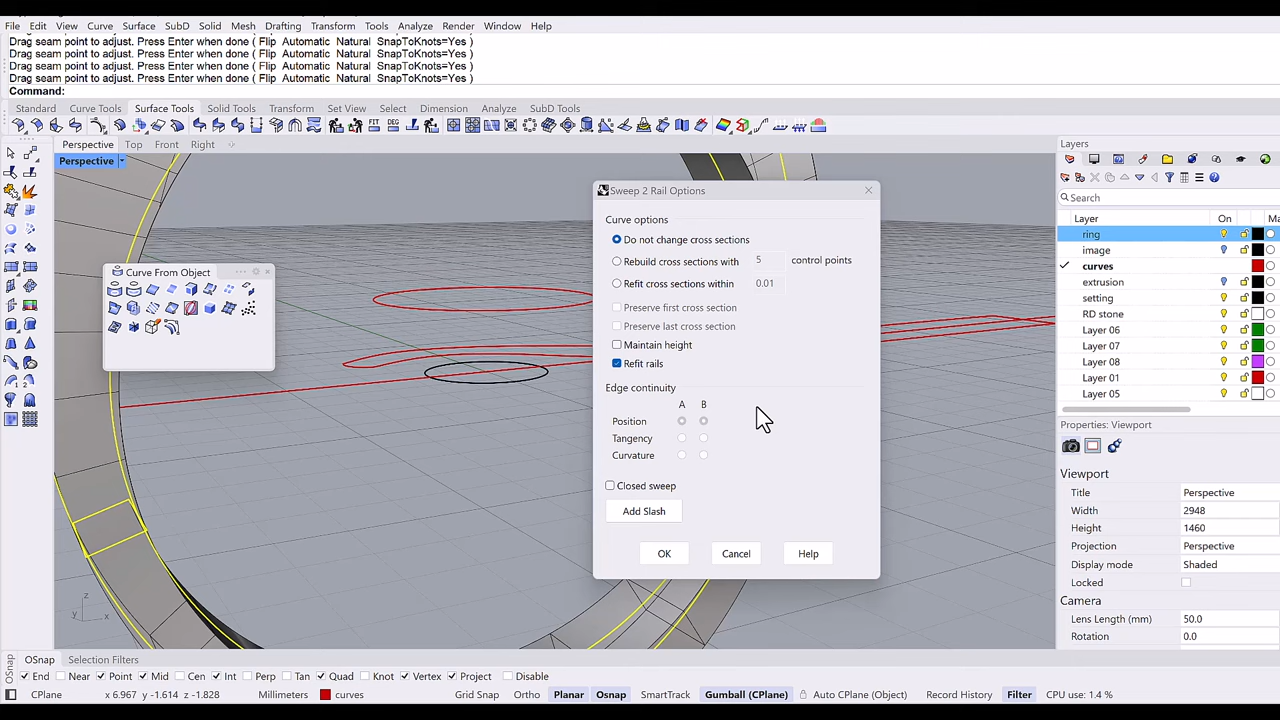 File Edit View Curve Surface SubD Solid Mesh Drafting Transform Tools Analyze Render Window Help
Drag seam point to adjust. Press Enter when done ( Flip Automatic Natural SnapToKnots=Yes )
Drag seam point to adjust. Press Enter when done ( Flip Automatic Natural SnapToKnots=Yes )
Drag seam point to adjust. Press Enter when done ( Flip Automatic Natural SnapToKnots=Yes )
Drag seam point to adjust. Press Enter when done ( Flip Automatic Natural SnapToKnots=Yes )
Command:
Standard Curve Tools Surface Tools Solid Tools Transform Set View Select Dimension Analyze SubD Tools
FIT DEG
Perspective Top Front Right
Perspective
Curve From Object
Sweep 2 Rail Options
Curve options
Do not change cross sections
Rebuild cross sections with 5 control points
Refit cross sections within 0.01
Preserve first cross section
Preserve last cross section
Maintain height
Refit rails
Edge continuity
A B
Position
Tangency
Curvature
Closed sweep
Add Slash
OK Cancel Help
z
y x
Layers
Search
Layer On M
ring
image
curves
extrusion
setting
RD stone
Layer 06
Layer 07
Layer 08
Layer 01
Layer 05
Properties: Viewport
Viewport
Title Perspective
Width 2948
Height 1460
Projection Perspective
Display mode Shaded
Locked
Camera
Lens Length (mm) 50.0
Rotation 0.0
OSnap Selection Filters
OSnap
End Near Point Mid Cen Int Perp Tan Quad Knot Vertex Project Disable
CPlane x 6.967 y -1.614 z -1.828 Millimeters curves Grid Snap Ortho Planar Osnap SmartTrack Gumball (CPlane) Auto CPlane (Object) Record History Filter CPU use: 1.4 %